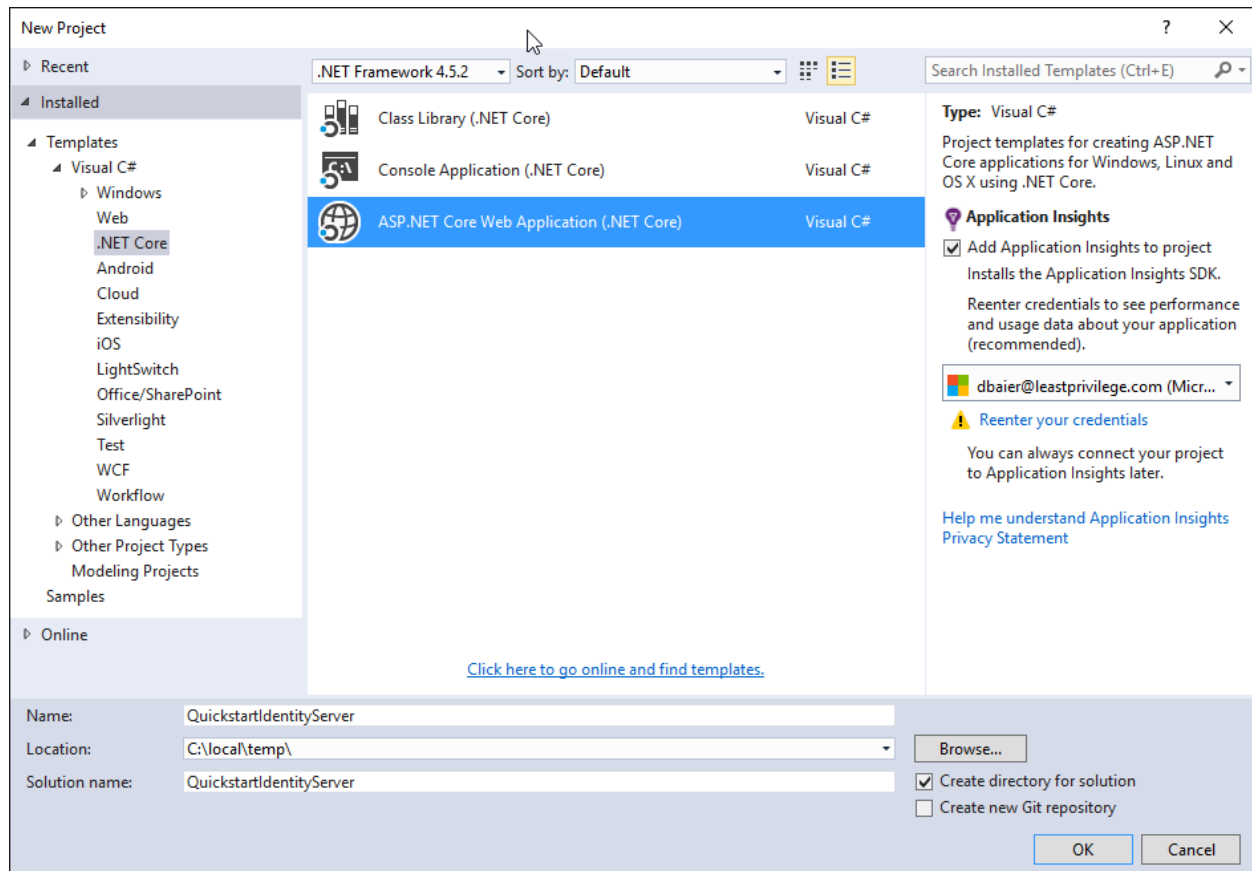 New Project
?
Recent
.NET Framework 4.5.2
Sort by: Default
Search Installed Templates (Ctrl+E)
Installed
Templates
Visual C#
Windows
Web
.NET Core
Android
Cloud
Extensibility
iOS
LightSwitch
Office/SharePoint
Silverlight
Test
WCF
Workflow
Other Languages
Other Project Types
Modeling Projects
Samples
Online
Class Library (.NET Core) Visual C#
Console Application (.NET Core) Visual C#
ASP.NET Core Web Application (.NET Core) Visual C#
Click here to go online and find templates.
Type: Visual C#
Project templates for creating ASP.NET
Core applications for Windows, Linux and
OS X using .NET Core.
Application Insights
Add Application Insights to project
Installs the Application Insights SDK.
Reenter credentials to see performance
and usage data about your application
(recommended).
dbaier@leastprivilege.com (Micr...
Reenter your credentials
You can always connect your project
to Application Insights later.
Help me understand Application Insights
Privacy Statement
Name: QuickstartIdentityServer
Location: C:\local\temp\
Browse...
Solution name: QuickstartIdentityServer
Create directory for solution
Create new Git repository
OK
Cancel